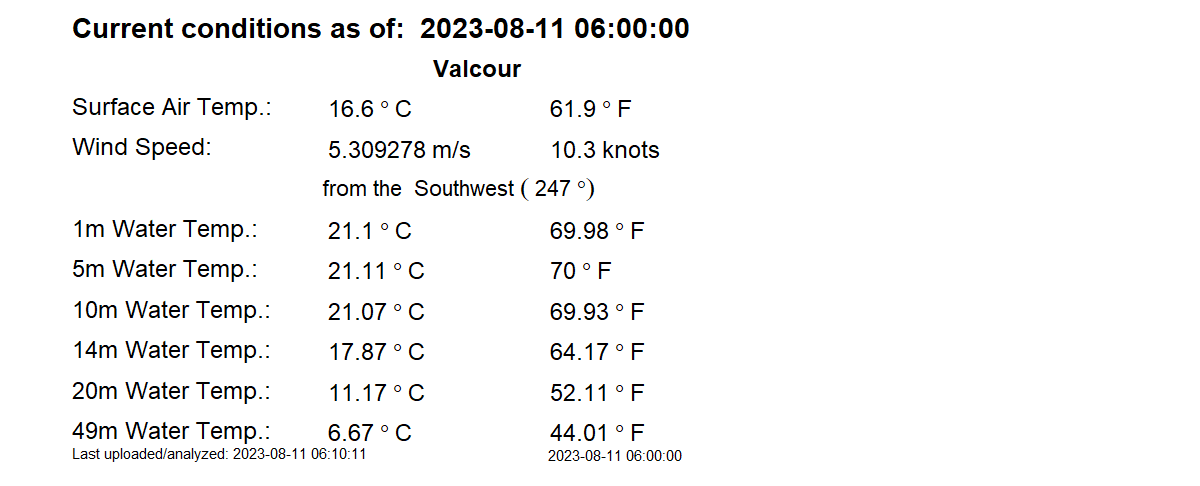 Current conditions as of: 2023-08-11 06:00:00
Valcour
Surface Air Temp.: 16.6 ° C 61.9 ° F
Wind Speed: 5.309278 m/s 10.3 knots
from the Southwest ( 247 °)
1m Water Temp.: 21.1 ° C 69.98 ° F
5m Water Temp.: 21.11 ° C 70 ° F
10m Water Temp.: 21.07 ° C 69.93 ° F
14m Water Temp.: 17.87 ° C 64.17 ° F
20m Water Temp.: 11.17 ° C 52.11 ° F
49m Water Temp.: 6.67 ° C 44.01 ° F
Last uploaded/analyzed: 2023-08-11 06:10:11 2023-08-11 06:00:00